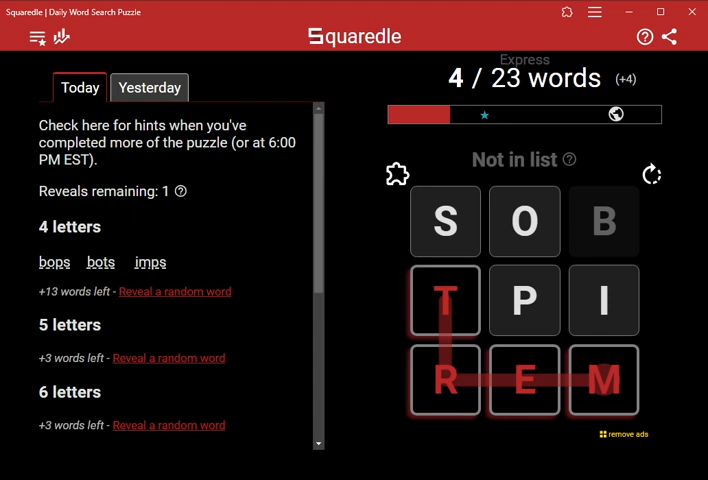 Squaredle | Daily Word Search Puzzle
Squaredle
Today
Yesterday
Check here for hints when you've
completed more of the puzzle (or at 6:00
PM EST).
Reveals remaining: 1 ?
4 letters
bops bots imps
+13 words left - Reveal a random word
5 letters
+3 words left - Reveal a random word
6 letters
+3 words left - Reveal a random word
Express
4 / 23 words (+4)
Not in list ?
S O B
T P I
R E M
remove ads